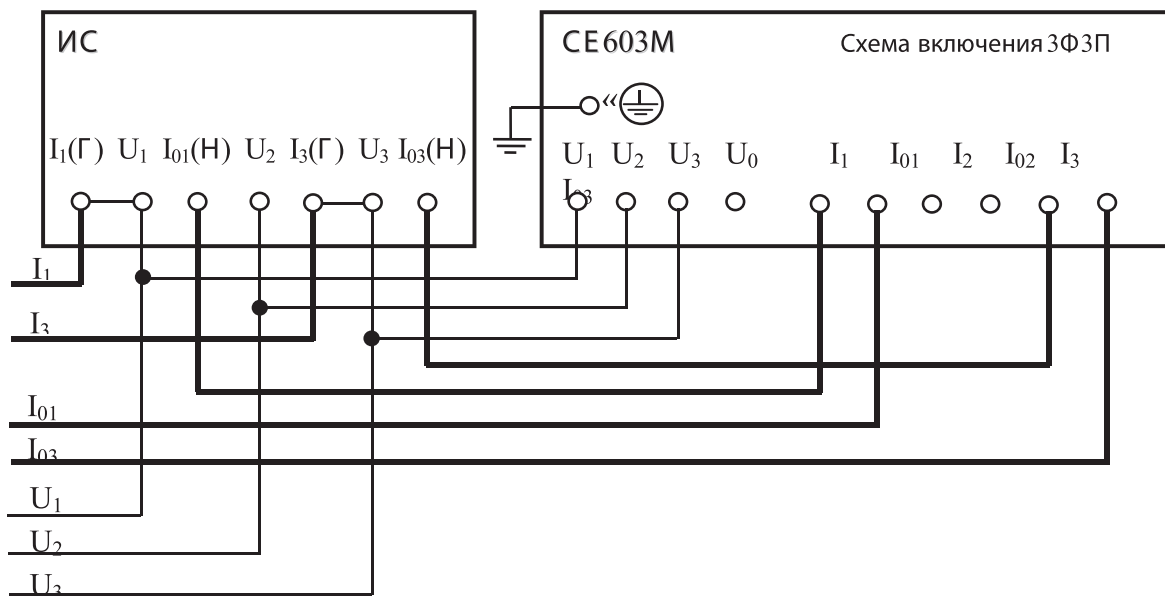 ИС
CE603М Схема включения 3Ф3П
«
I₁(Г) U₁ I₀₁(Н) U₂ I₃(Г) U₃ I₀₃(Н)
U₁ U₂ U₃ U₀ I₁ I₀₁ I₂ I₀₂ I₃
I₀₃
I₁
I₃
I₀₁
I₀₃
U₁
U₂
U₃